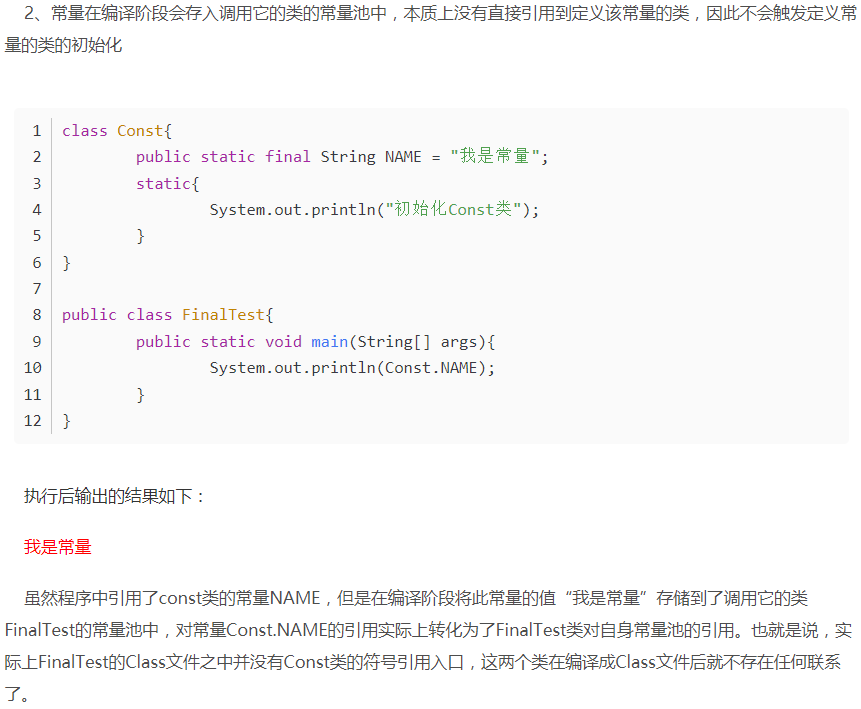 2、常量在编译阶段会存入调用它的类的常量池中，本质上没有直接引用到定义该常量的类，因此不会触发定义常
量的类的初始化
1 class Const{
2 public static final String NAME = "我是常量";
3 static{
4 System.out.println("初始化Const类");
5 }
6 }
7
8 public class FinalTest{
9 public static void main(String[] args){
10 System.out.println(Const.NAME);
11 }
12 }
执行后输出的结果如下：
我是常量
虽然程序中引用了const类的常量NAME，但是在编译阶段将此常量的值“我是常量”存储到了调用它的类
FinalTest的常量池中，对常量Const.NAME的引用实际上转化为了FinalTest类对自身常量池的引用。也就是说，实
际上FinalTest的Class文件之中并没有Const类的符号引用入口，这两个类在编译成Class文件后就不存在任何联系
了。